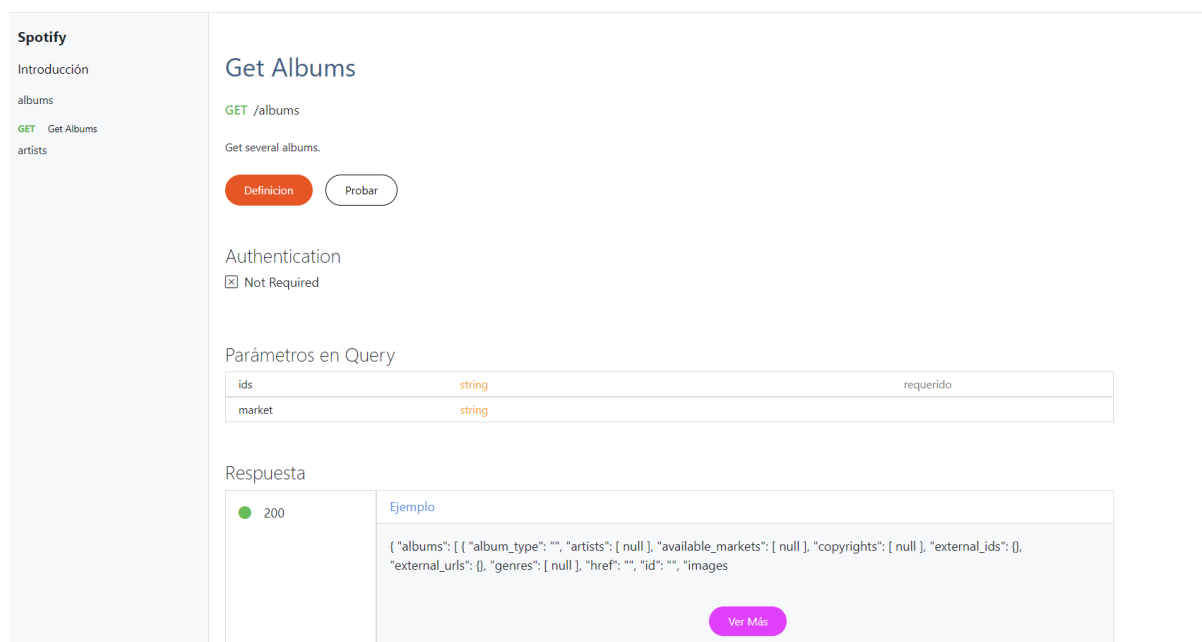 Spotify
Introducción
albums
GET Get Albums
artists
Get Albums
GET /albums
Get several albums.
Definicion Probar
Authentication
Not Required
Parámetros en Query
ids string requerido
market string
Respuesta
200
Ejemplo
{ "albums": [ { "album_type": "", "artists": [ null ], "available_markets": [ null ], "copyrights": [ null ], "external_ids": {},
"external_urls": {}, "genres": [ null ], "href": "", "id": "", "images
Ver Más